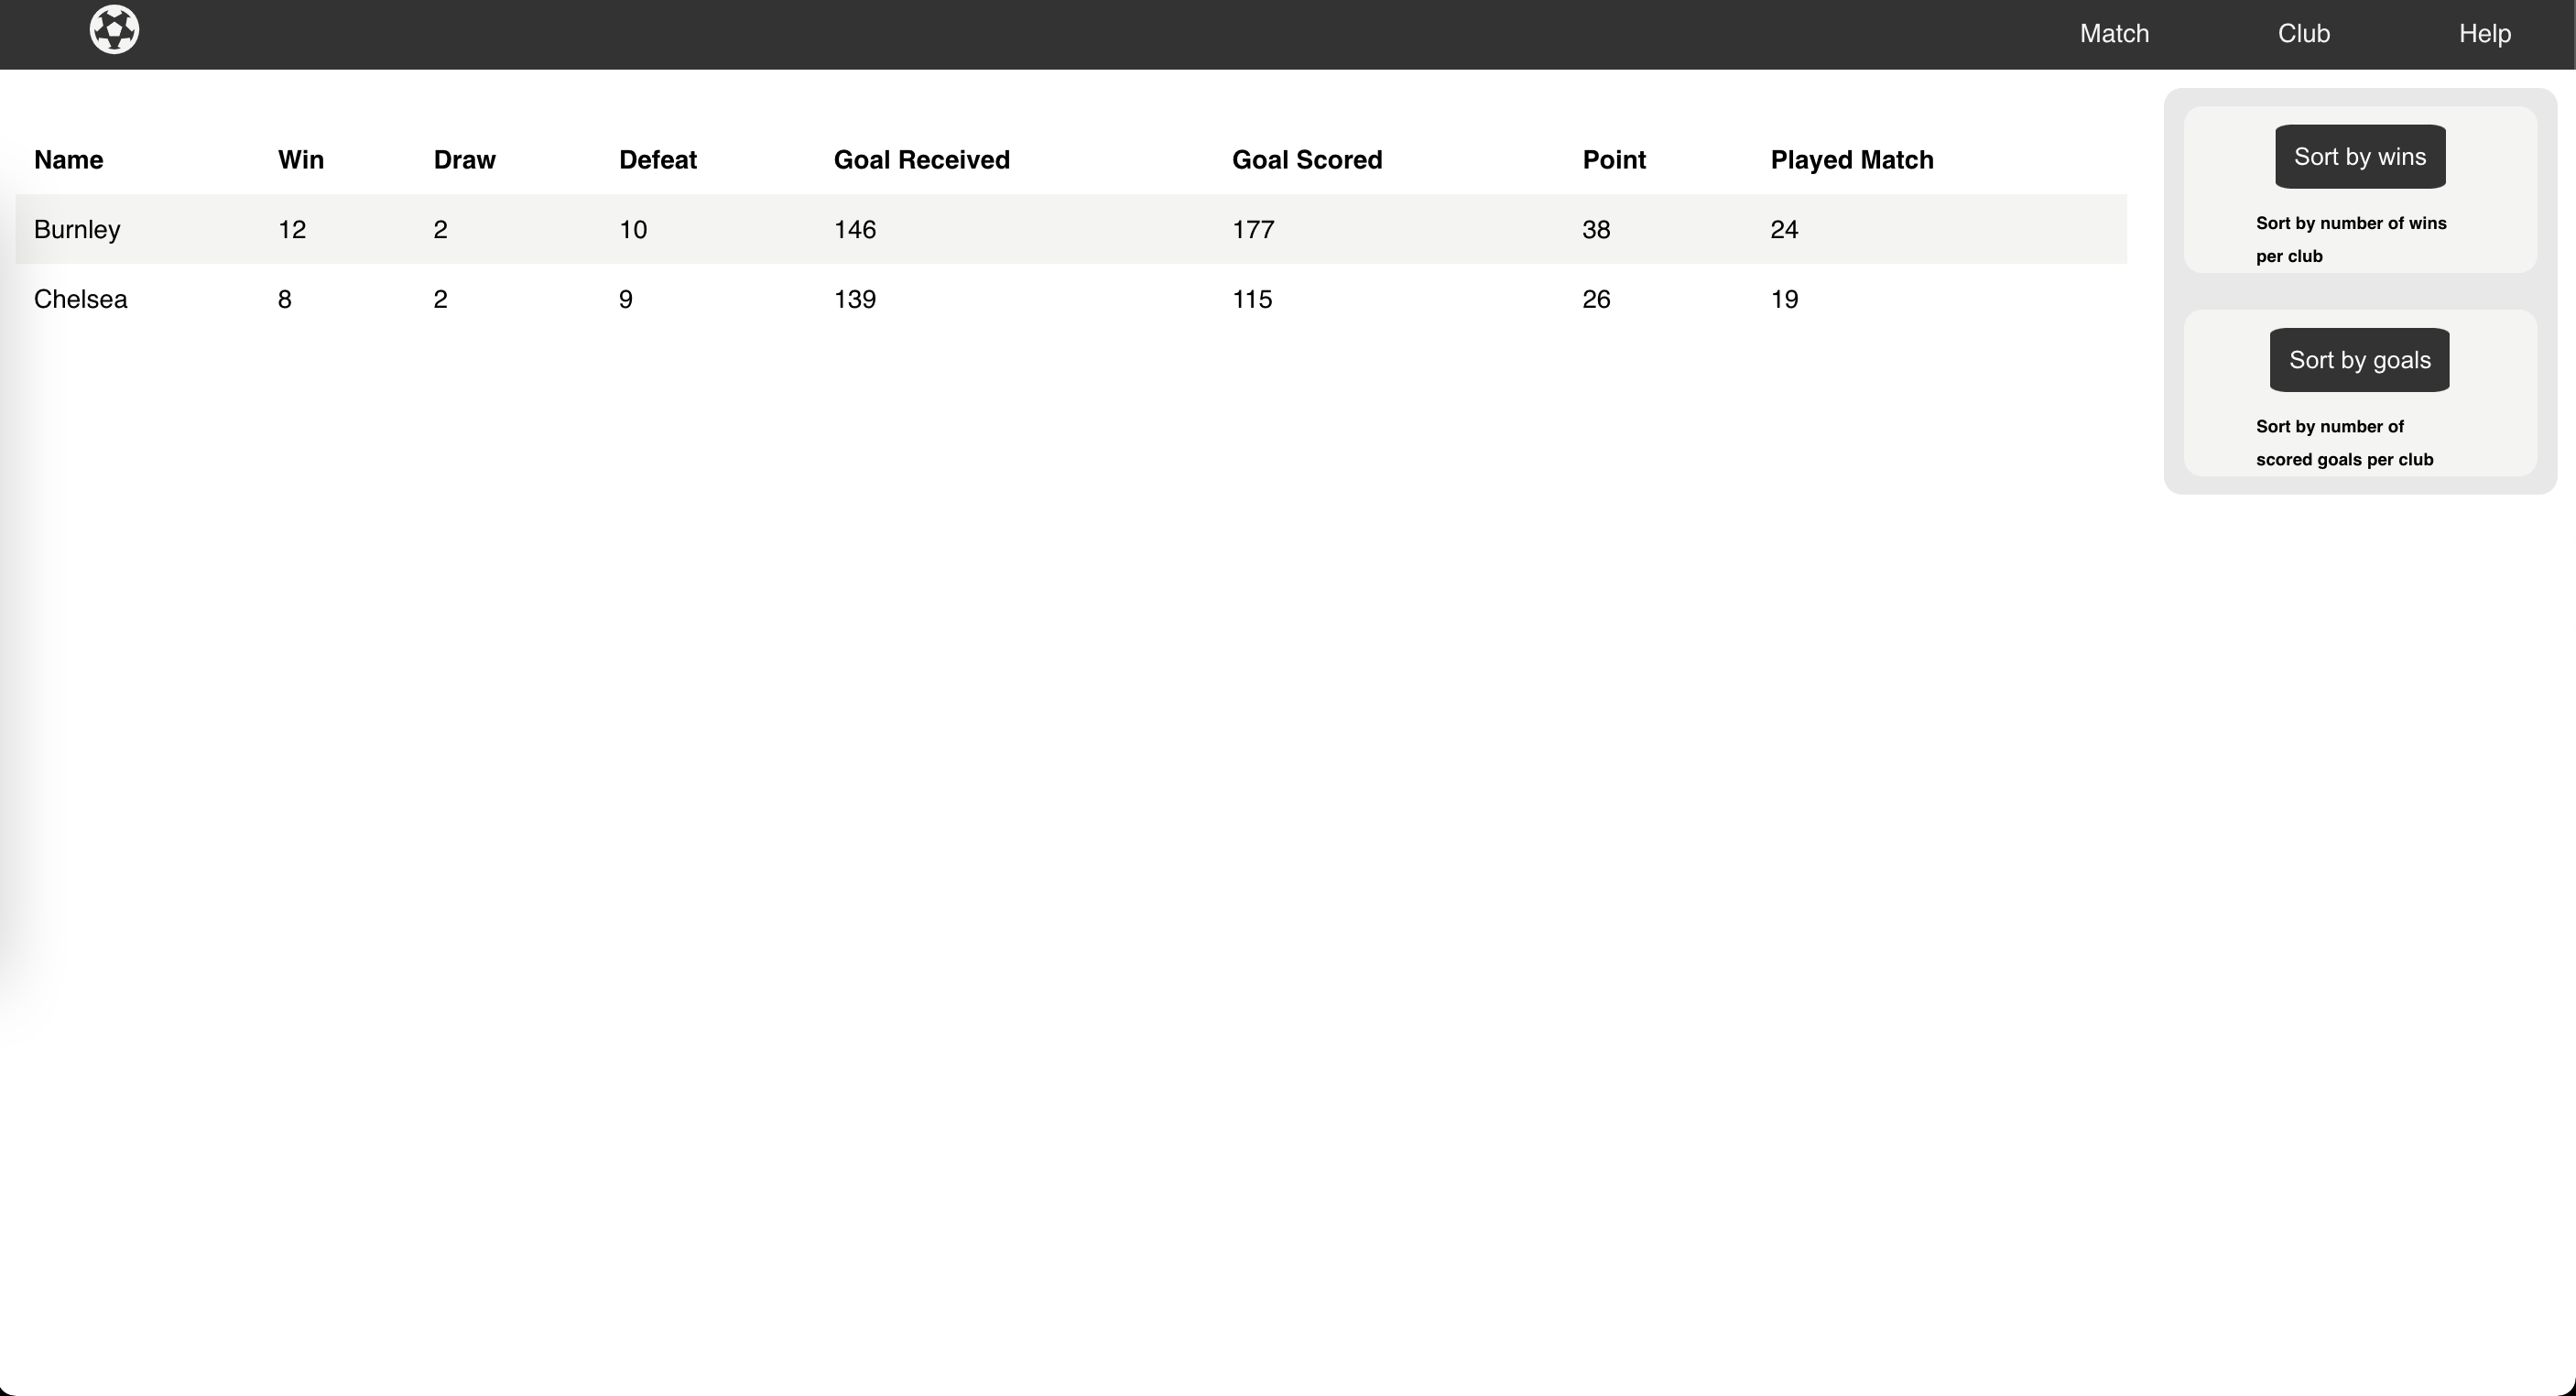 Match Club Help
Name Win Draw Defeat Goal Received Goal Scored Point Played Match
Burnley 12 2 10 146 177 38 24
Chelsea 8 2 9 139 115 26 19
Sort by wins
Sort by number of wins
per club
Sort by goals
Sort by number of
scored goals per club